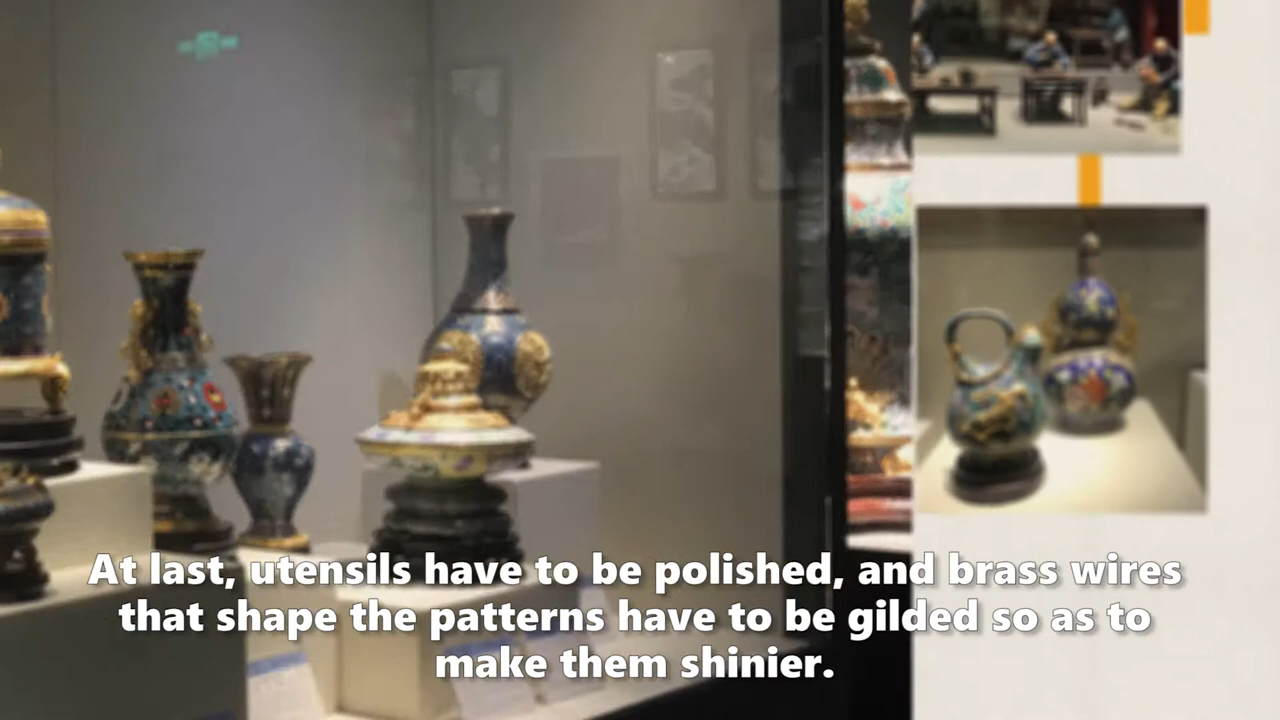 At last, utensils have to be polished, and brass wires
that shape the patterns have to be gilded so as to
make them shinier.